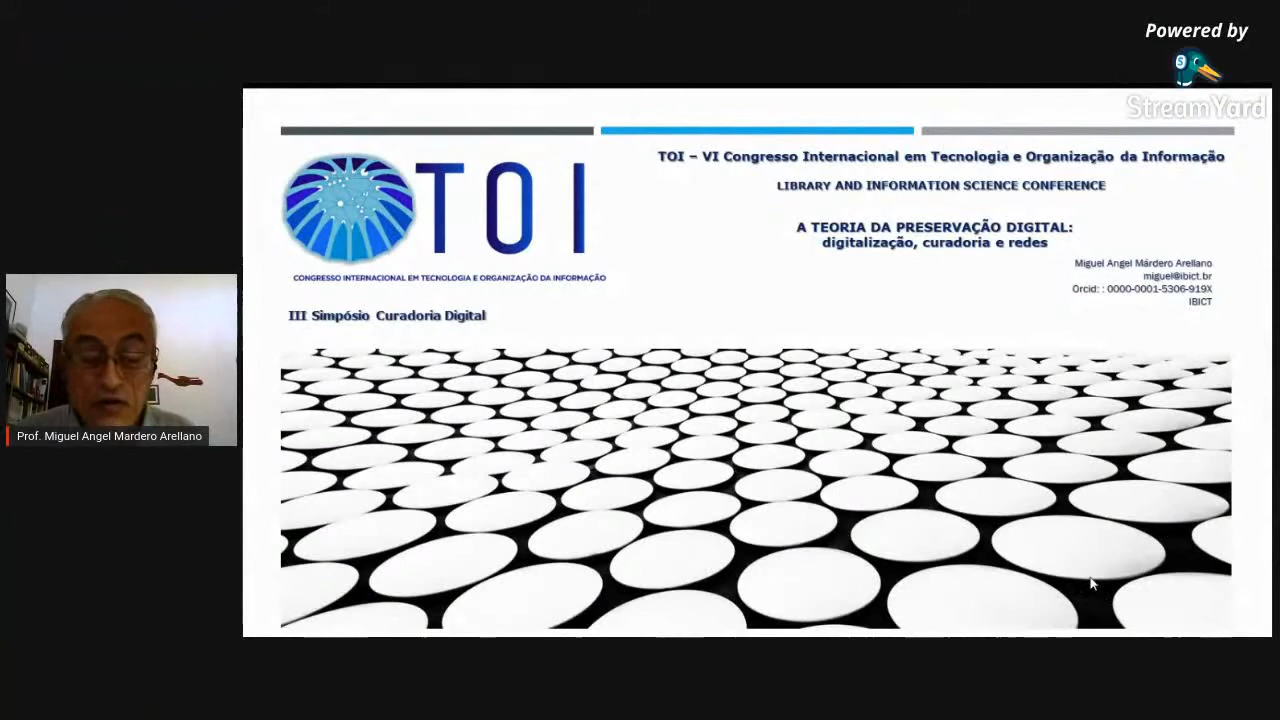 Powered by
StreamYard
TOI
CONGRESSO INTERNACIONAL EM TECNOLOGIA E ORGANIZAÇÃO DA INFORMAÇÃO
TOI – VI Congresso Internacional em Tecnologia e Organização da Informação
LIBRARY AND INFORMATION SCIENCE CONFERENCE
A TEORIA DA PRESERVAÇÃO DIGITAL:
digitalização, curadoria e redes
Miguel Angel Márdero Arellano
miguel@ibict.br
Orcid: : 0000-0001-5306-919X
IBICT
III Simpósio Curadoria Digital
Prof. Miguel Angel Mardero Arellano